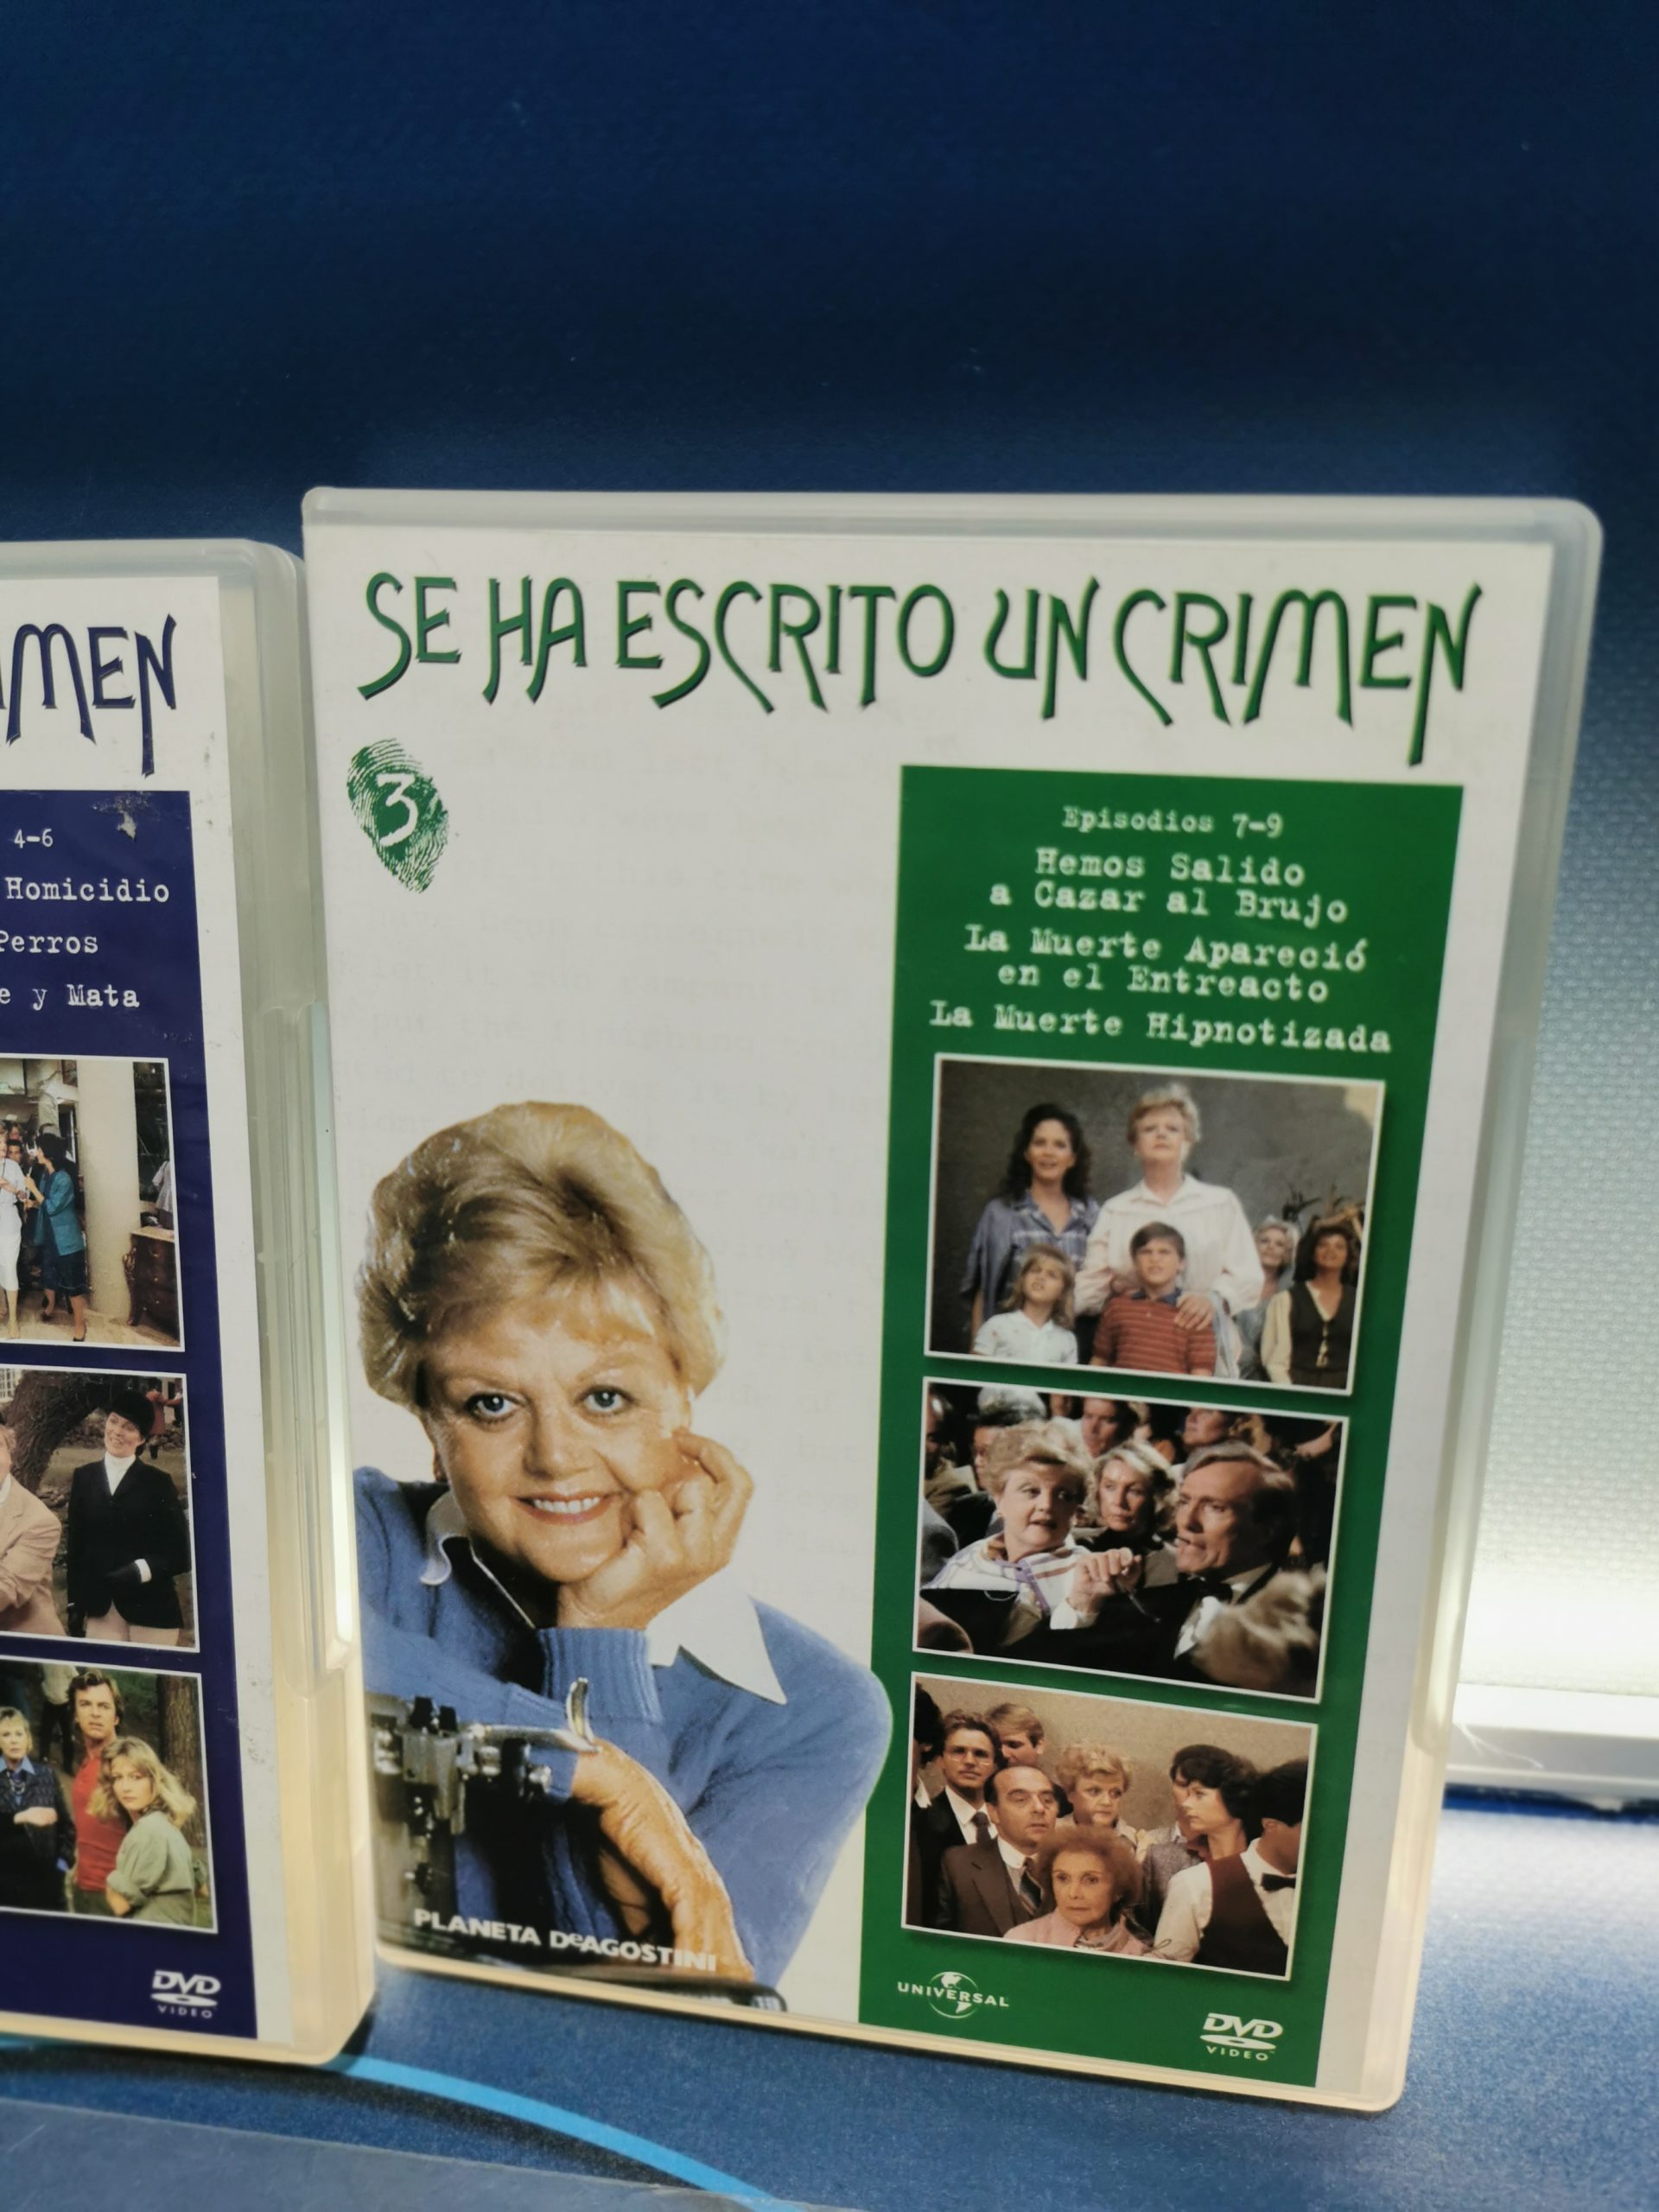 IMEN
4-6
Homicidio
Perros
e y Mata
DVD
VIDEO
SE HA ESCRITO UN CRIMEN
3
Episodios 7-9
Hemos Salido
a Cazar al Brujo
La Muerte Apareció
en el Entreacto
La Muerte Hipnotizada
PLANETA DeAGOSTINI
UNIVERSAL
DVD
VIDEO